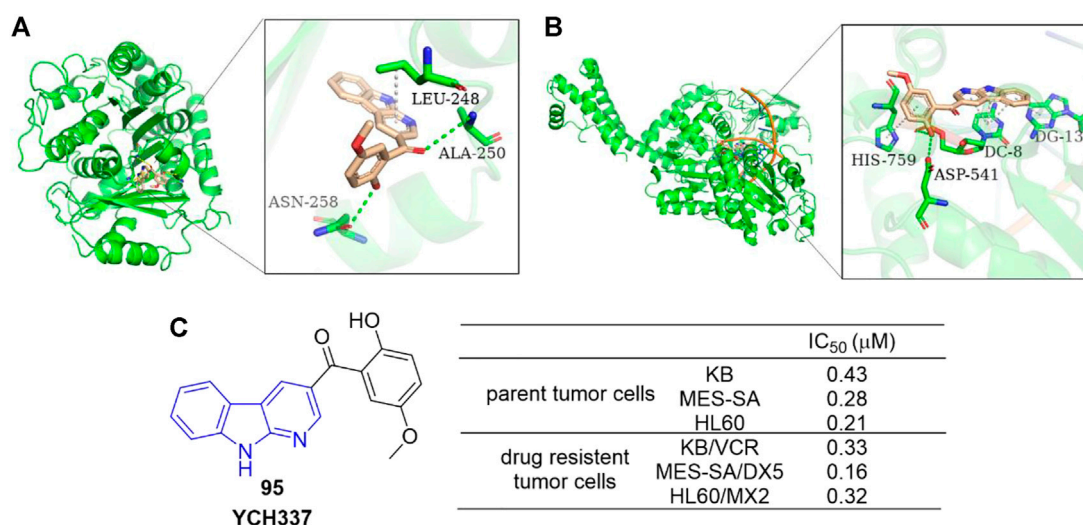 A
B
LEU-248
ALA-250
ASN-258
HIS-759
ASP-541
DC-8
DG-13
C
HO
O
N
N
H
O
95
YCH337
IC50 (μM)
parent tumor cells
KB 0.43
MES-SA 0.28
HL60 0.21
drug resistent
tumor cells
KB/VCR 0.33
MES-SA/DX5 0.16
HL60/MX2 0.32